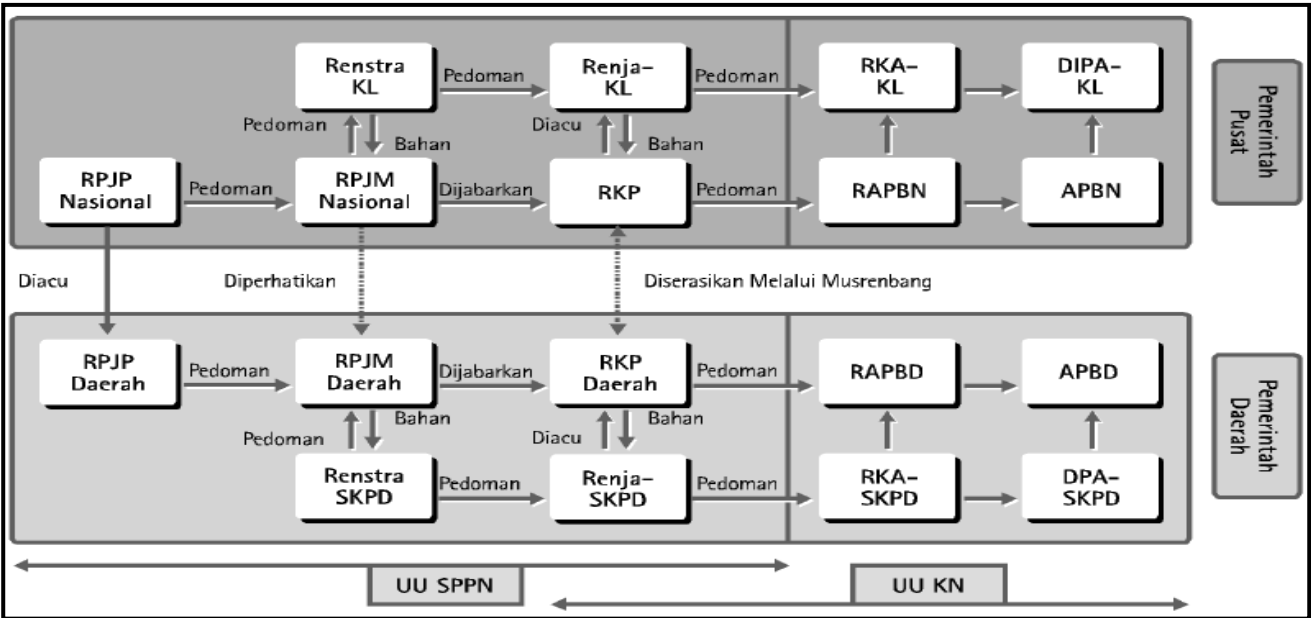 Renstra
KL
Pedoman
Renja–
KL
Pedoman
RKA–
KL
DIPA–
KL
Pedoman
Bahan
Diacu
Bahan
RPJP
Nasional
Pedoman
RPJM
Nasional
Dijabarkan
RKP
Pedoman
RAPBN
APBN
Pemerintah
Pusat
Diacu
Diperhatikan
Diserasikan Melalui Musrenbang
RPJP
Daerah
Pedoman
RPJM
Daerah
Dijabarkan
RKP
Daerah
Pedoman
RAPBD
APBD
Pedoman
Bahan
Diacu
Bahan
Renstra
SKPD
Pedoman
Renja–
SKPD
Pedoman
RKA–
SKPD
DPA–
SKPD
Pemerintah
Daerah
UU SPPN
UU KN